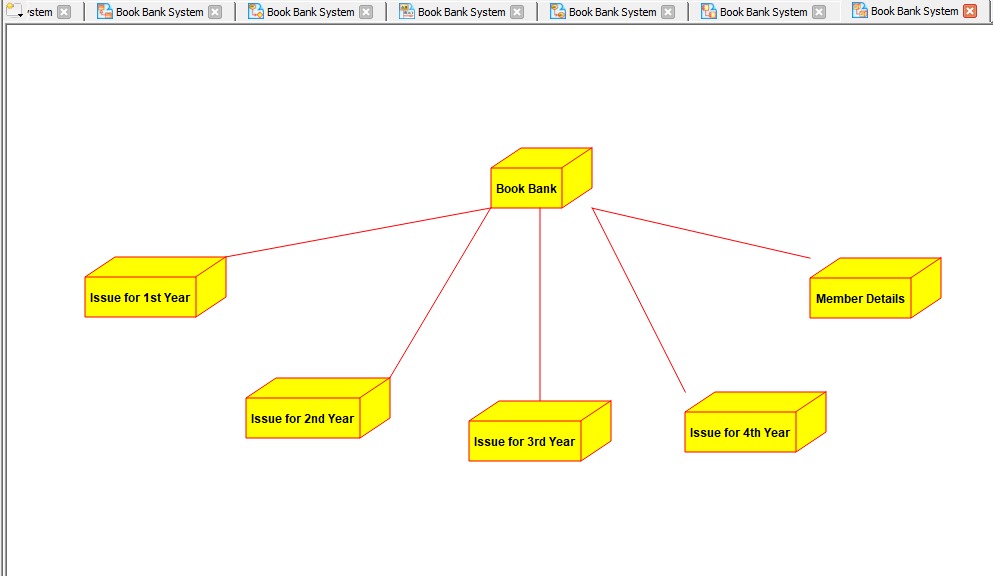 ystem
Book Bank System
Book Bank System
Book Bank System
Book Bank System
Book Bank System
Book Bank System
Book Bank
Issue for 1st Year
Member Details
Issue for 2nd Year
Issue for 3rd Year
Issue for 4th Year